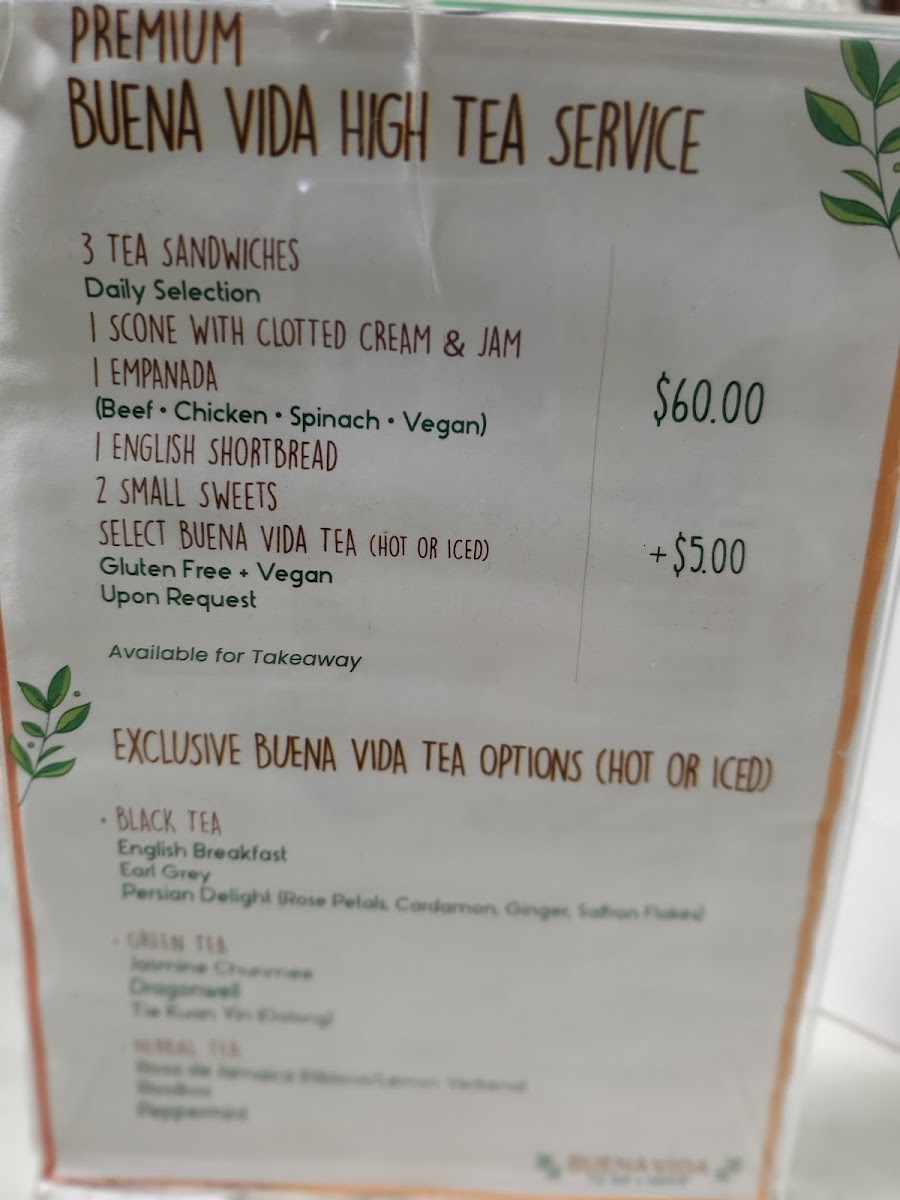 PREMIUM
BUENA VIDA HIGH TEA SERVICE
3 TEA SANDWICHES
Daily Selection
1 SCONE WITH CLOTTED CREAM & JAM
1 EMPANADA
(Beef • Chicken • Spinach • Vegan)
$60.00
1 ENGLISH SHORTBREAD
2 SMALL SWEETS
SELECT BUENA VIDA TEA (HOT OR ICED)
+$5.00
Gluten Free + Vegan
Upon Request
Available for Takeaway
EXCLUSIVE BUENA VIDA TEA OPTIONS (HOT OR ICED)
• BLACK TEA
English Breakfast
Earl Grey
Persian Delight (Rose Petals, Cardamon, Ginger, Saffron Flakes)
• GREEN TEA
Jasmine Chunmee
Dragonwell
Tie Kuan Yin
• HERBAL TEA
Rooibos
Peppermint
BUENA VIDA